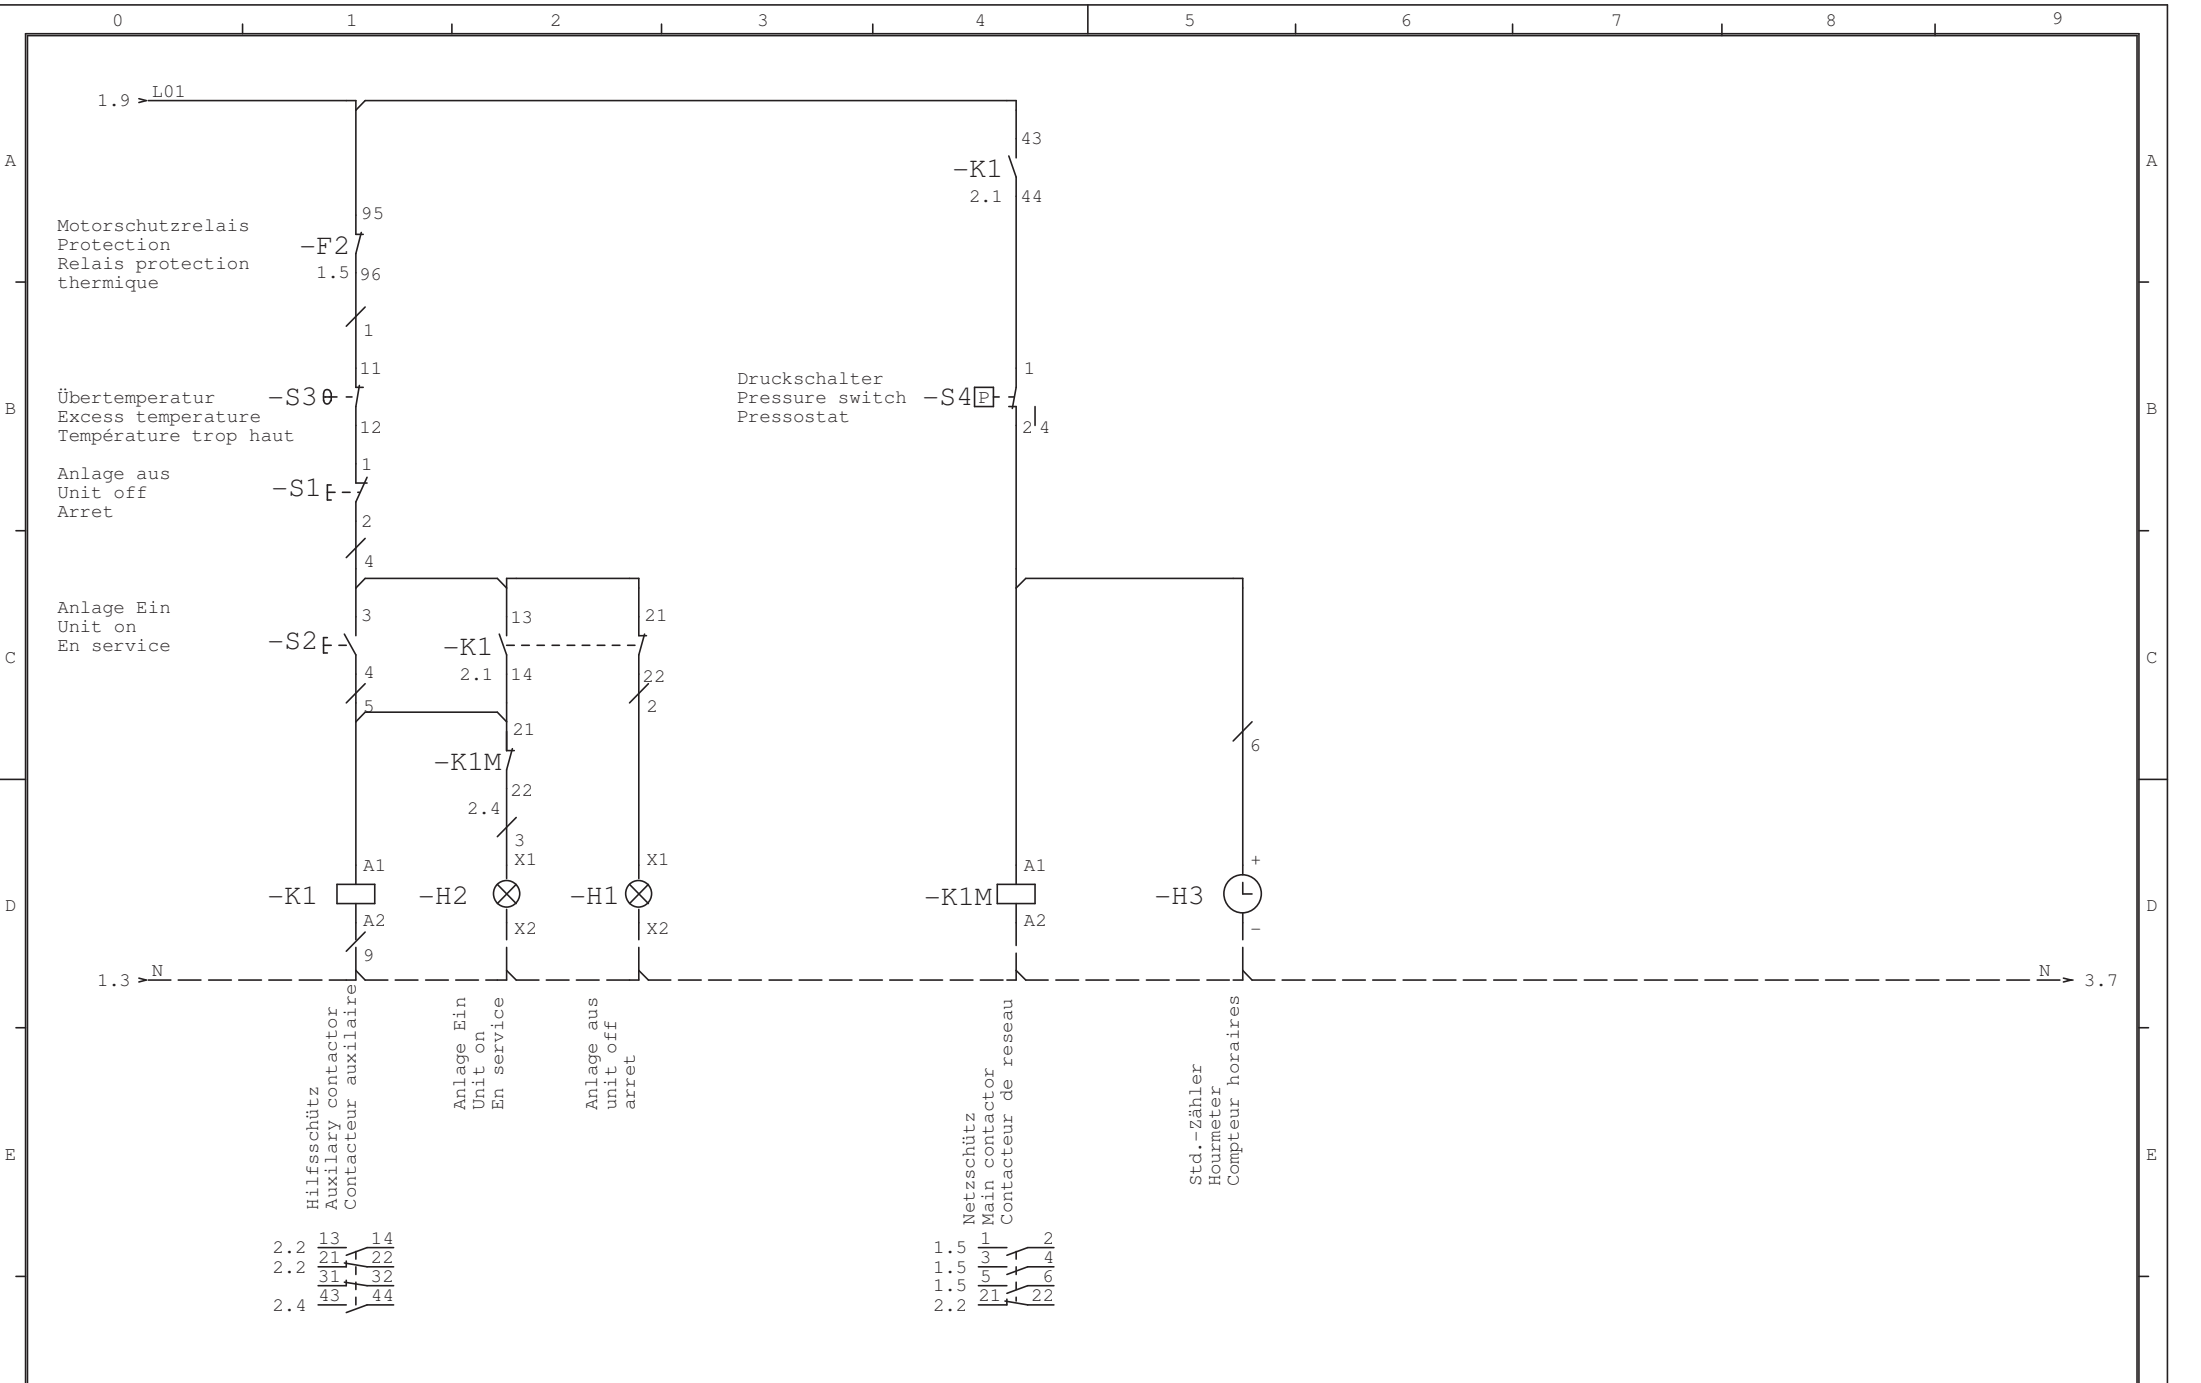 0 1 2 3 4 5 6 7 8 9
1.9 L01
43
A -K1 A
2.1 44
95
Motorschutzrelais
Protection
Relais protection
thermique
-F2
1.5 96
1
11
Übertemperatur
Excess temperature
Température trop haut
-S3
12
Druckschalter
Pressure switch
Pressostat
1
-S4 P
2 4
B B
Anlage aus
Unit off
Arret
1
-S1
2
4
Anlage Ein
Unit on
En service
3
-S2
4
5
13
-K1
2.1 14
21
22
2
C C
21
-K1M
22
2.4
3
6
A1
-K1
A2
9
X1
-H2
X2
X1
-H1
X2
A1
-K1M
A2
+
-H3
-
D D
1.3 N
N 3.7
Hilfsschütz
Auxilary contactor
Contacteur auxilaire
Anlage Ein
Unit on
En service
Anlage aus
unit off
arret
Netzschütz
Main contactor
Contacteur de reseau
Std.-Zähler
Hourmeter
Compteur horaires
E E
2.2 13 14
2.2 21 22
31 32
2.4 43 44
1.5 1 2
1.5 3 4
1.5 5 6
2.2 21 22